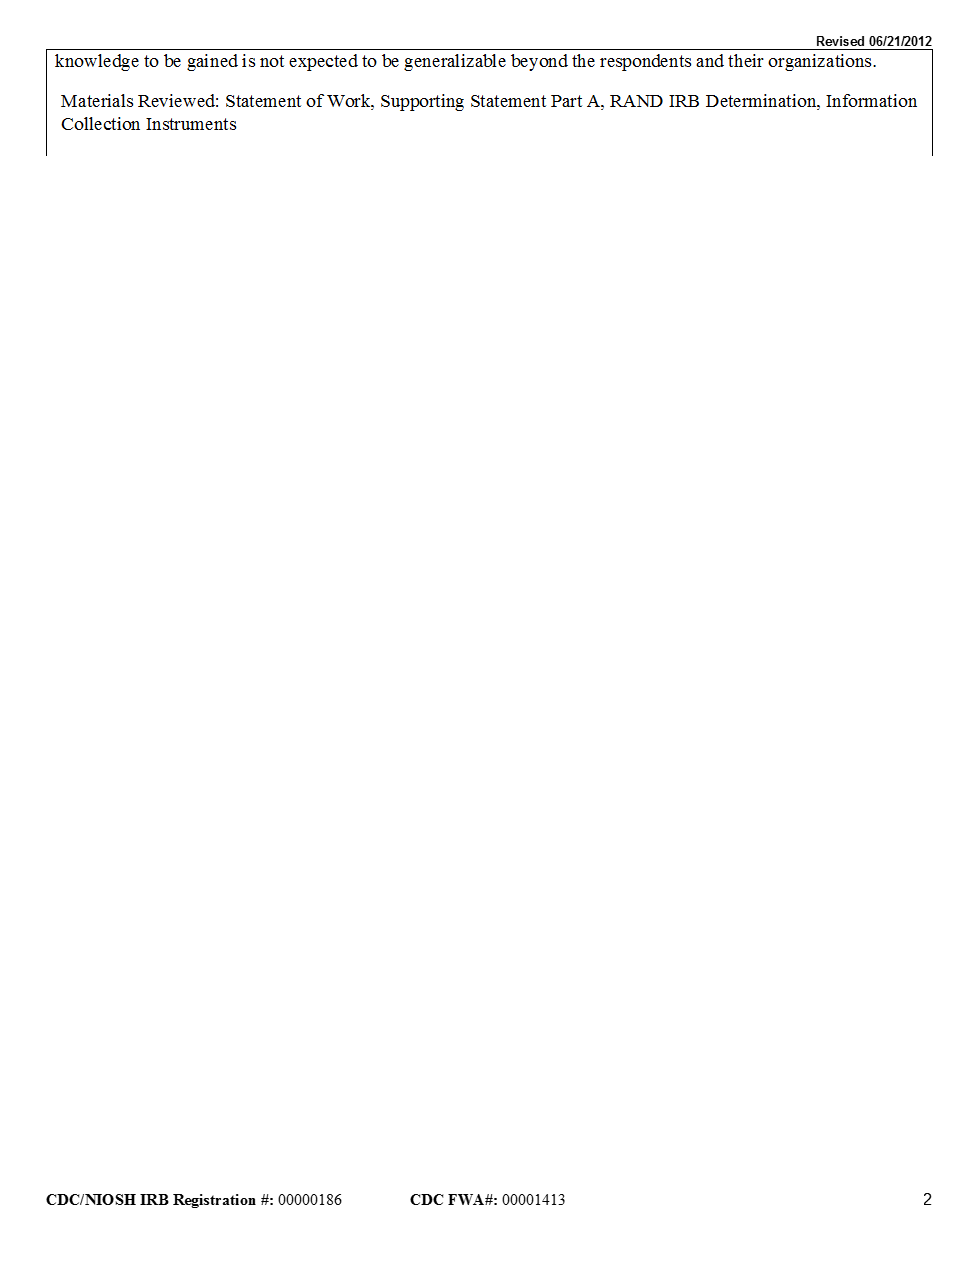 Revised 06/21/2012
knowledge to be gained is not expected to be generalizable beyond the respondents and their organizations.
Materials Reviewed: Statement of Work, Supporting Statement Part A, RAND IRB Determination, Information
Collection Instruments
CDC/NIOSH IRB Registration #: 00000186 CDC FWA#: 00001413 2